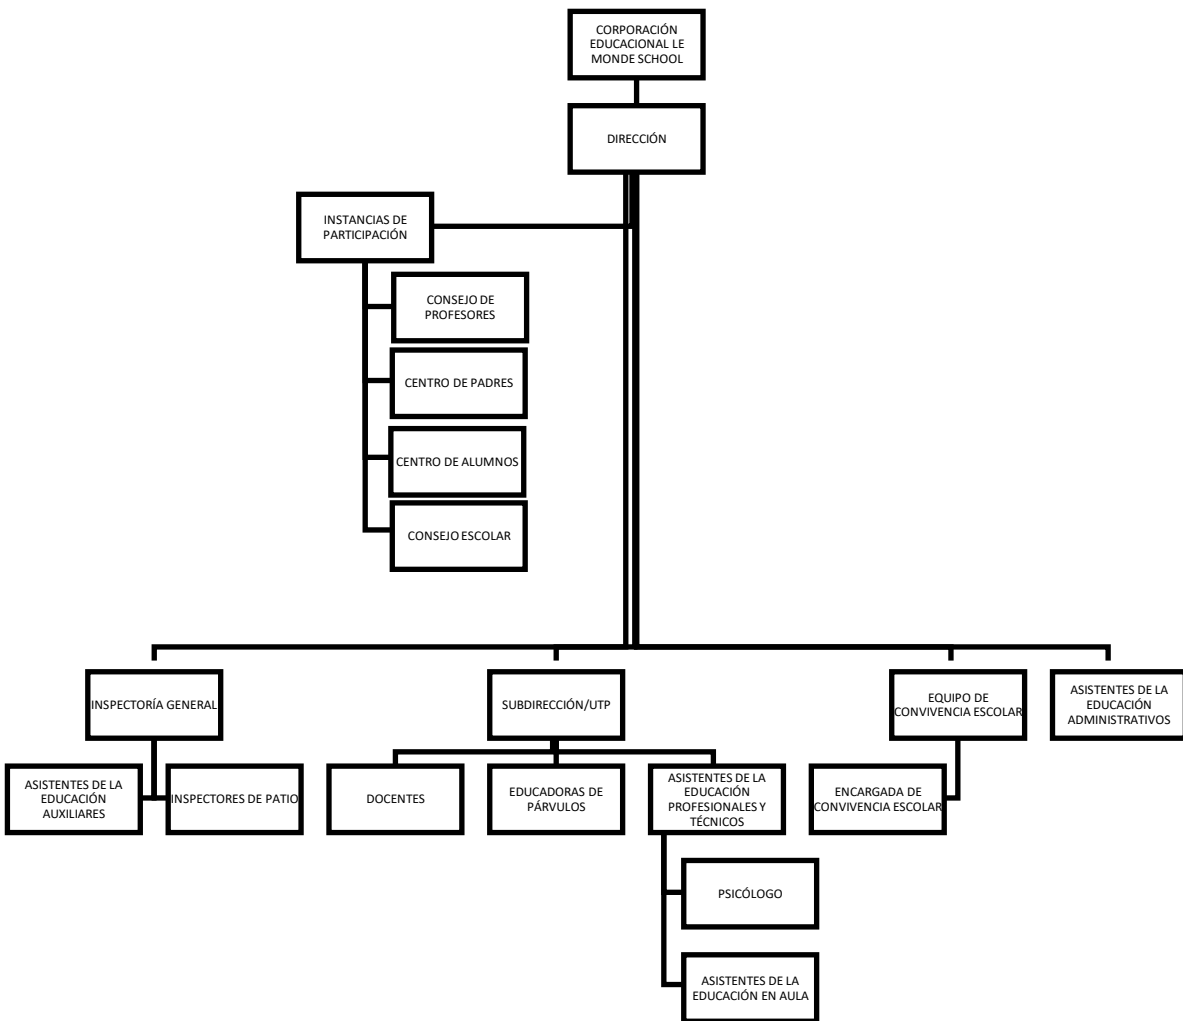 CORPORACIÓN
EDUCACIONAL LE
MONDE SCHOOL
DIRECCIÓN
INSTANCIAS DE
PARTICIPACIÓN
CONSEJO DE
PROFESORES
CENTRO DE PADRES
CENTRO DE ALUMNOS
CONSEJO ESCOLAR
INSPECTORÍA GENERAL
SUBDIRECCIÓN/UTP
EQUIPO DE
CONVIVENCIA ESCOLAR
ASISTENTES DE LA
EDUCACIÓN
ADMINISTRATIVOS
ASISTENTES DE LA
EDUCACIÓN
AUXILIARES
INSPECTORES DE PATIO
DOCENTES
EDUCADORAS DE
PÁRVULOS
ASISTENTES DE LA
EDUCACIÓN
PROFESIONALES Y
TÉCNICOS
ENCARGADA DE
CONVIVENCIA ESCOLAR
PSICÓLOGO
ASISTENTES DE LA
EDUCACIÓN EN AULA